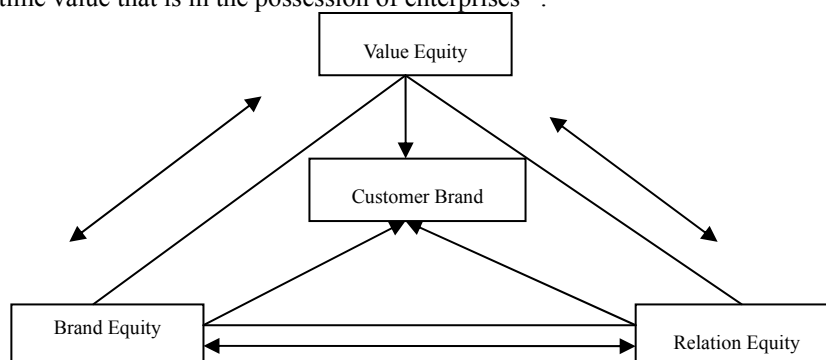 time value that is in the possession of enterprises
Value Equity
Customer Brand
Brand Equity
Relation Equity